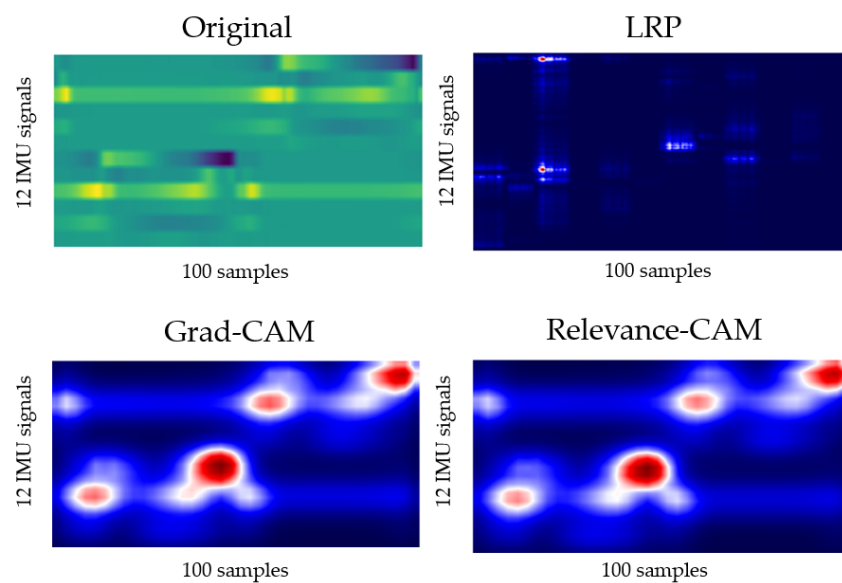 Original
LRP
12 IMU signals
12 IMU signals
100 samples
100 samples
Grad-CAM
Relevance-CAM
12 IMU signals
12 IMU signals
100 samples
100 samples